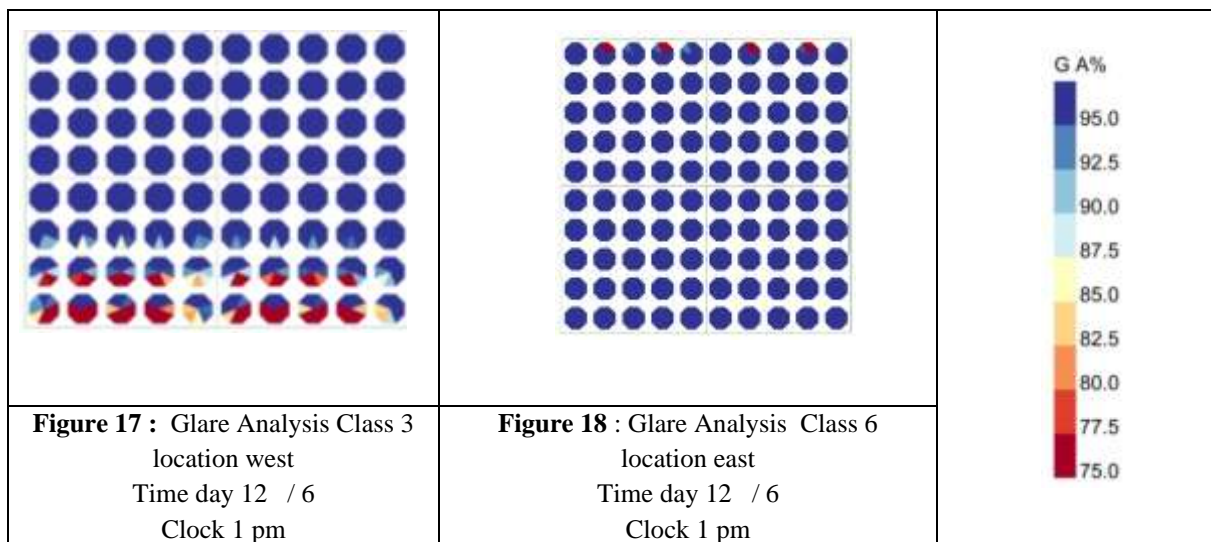 G A%
95.0
92.5
90.0
87.5
85.0
82.5
80.0
77.5
75.0
Figure 17 : Glare Analysis Class 3
location west
Time day 12 / 6
Clock 1 pm
Figure 18 : Glare Analysis Class 6
location east
Time day 12 / 6
Clock 1 pm